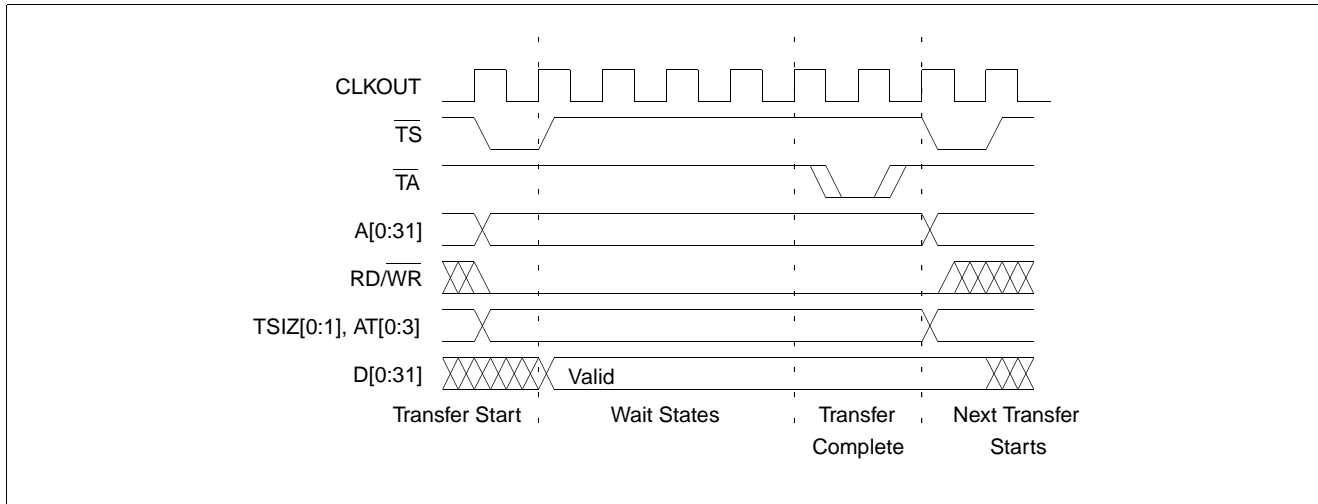 CLKOUT
TS
TA
A[0:31]
RD/WR
TSIZ[0:1], AT[0:3]
D[0:31]
Valid
Transfer Start
Wait States
Transfer
Complete
Next Transfer
Starts